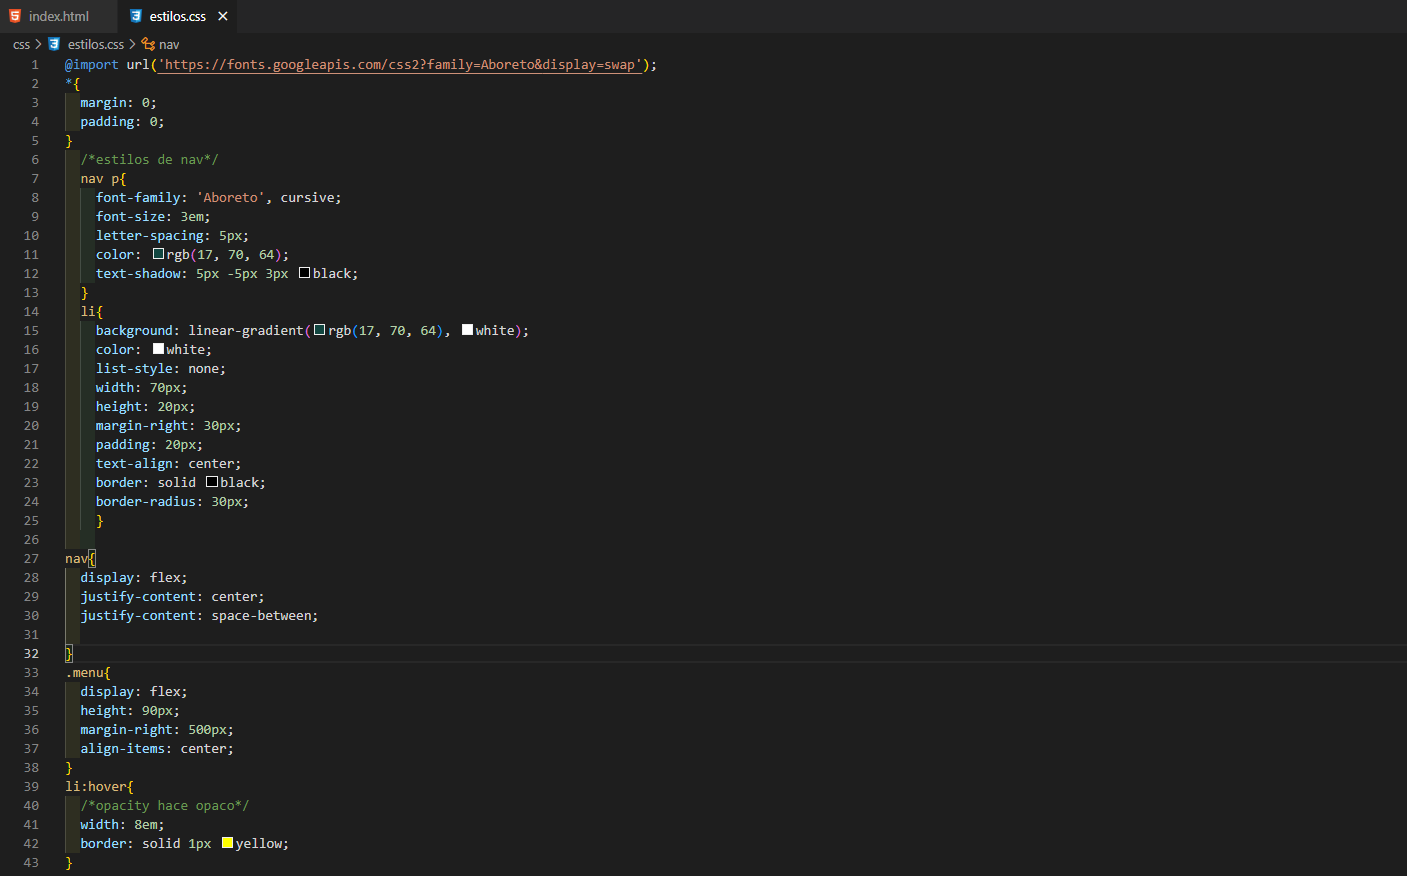 index.html estilos.css ✕
css > estilos.css > nav
1 @import url('https://fonts.googleapis.com/css2?family=Aboreto&display=swap');
2 *{
3   margin: 0;
4   padding: 0;
5 }
6   /*estilos de nav*/
7   nav p{
8     font-family: 'Aboreto', cursive;
9     font-size: 3em;
10     letter-spacing: 5px;
11     color: rgb(17, 70, 64);
12     text-shadow: 5px -5px 3px black;
13   }
14   li{
15     background: linear-gradient(rgb(17, 70, 64), white);
16     color: white;
17     list-style: none;
18     width: 70px;
19     height: 20px;
20     margin-right: 30px;
21     padding: 20px;
22     text-align: center;
23     border: solid black;
24     border-radius: 30px;
25     }
26
27 nav{
28   display: flex;
29   justify-content: center;
30   justify-content: space-between;
31
32 }
33 .menu{
34   display: flex;
35   height: 90px;
36   margin-right: 500px;
37   align-items: center;
38 }
39 li:hover{
40   /*opacity hace opaco*/
41   width: 8em;
42   border: solid 1px yellow;
43 }